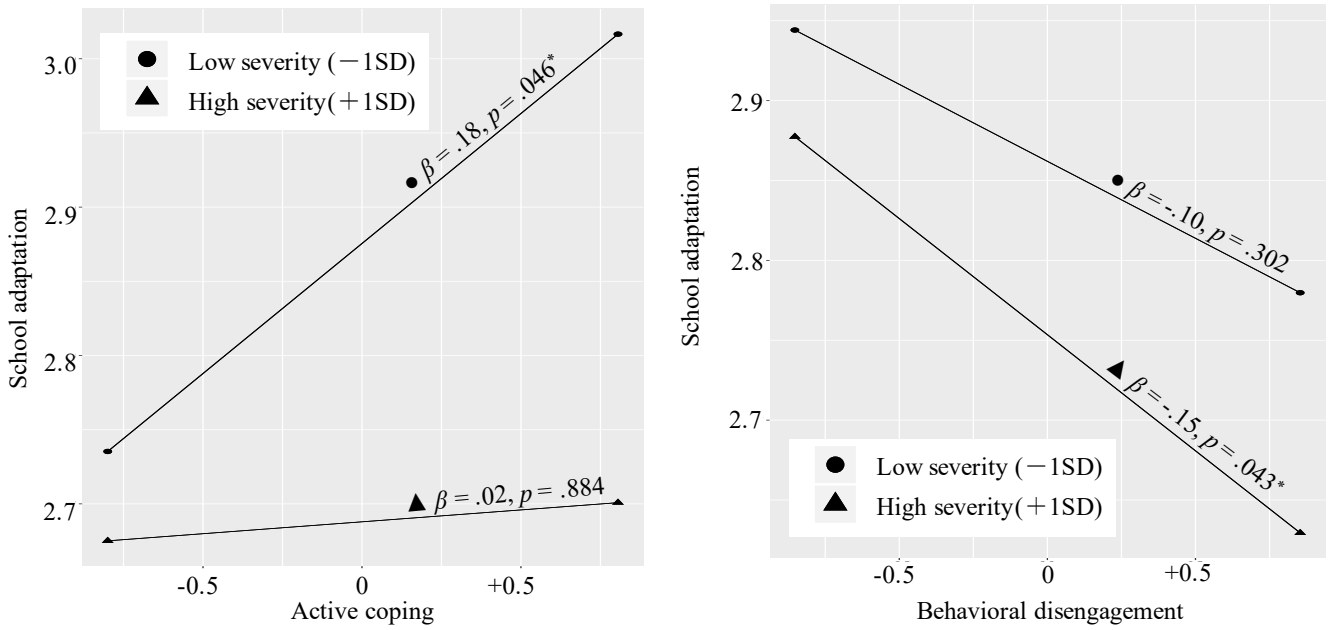 Low severity (－1SD)
High severity(＋1SD)
β = .18, p = .046*
β = .02, p = .884
3.0
2.9
2.8
2.7
School adaptation
-0.5
0
+0.5
Active coping
β = -.10, p = .302
β = -.15, p = .043*
Low severity (－1SD)
High severity(＋1SD)
2.9
2.8
2.7
School adaptation
-0.5
0
+0.5
Behavioral disengagement